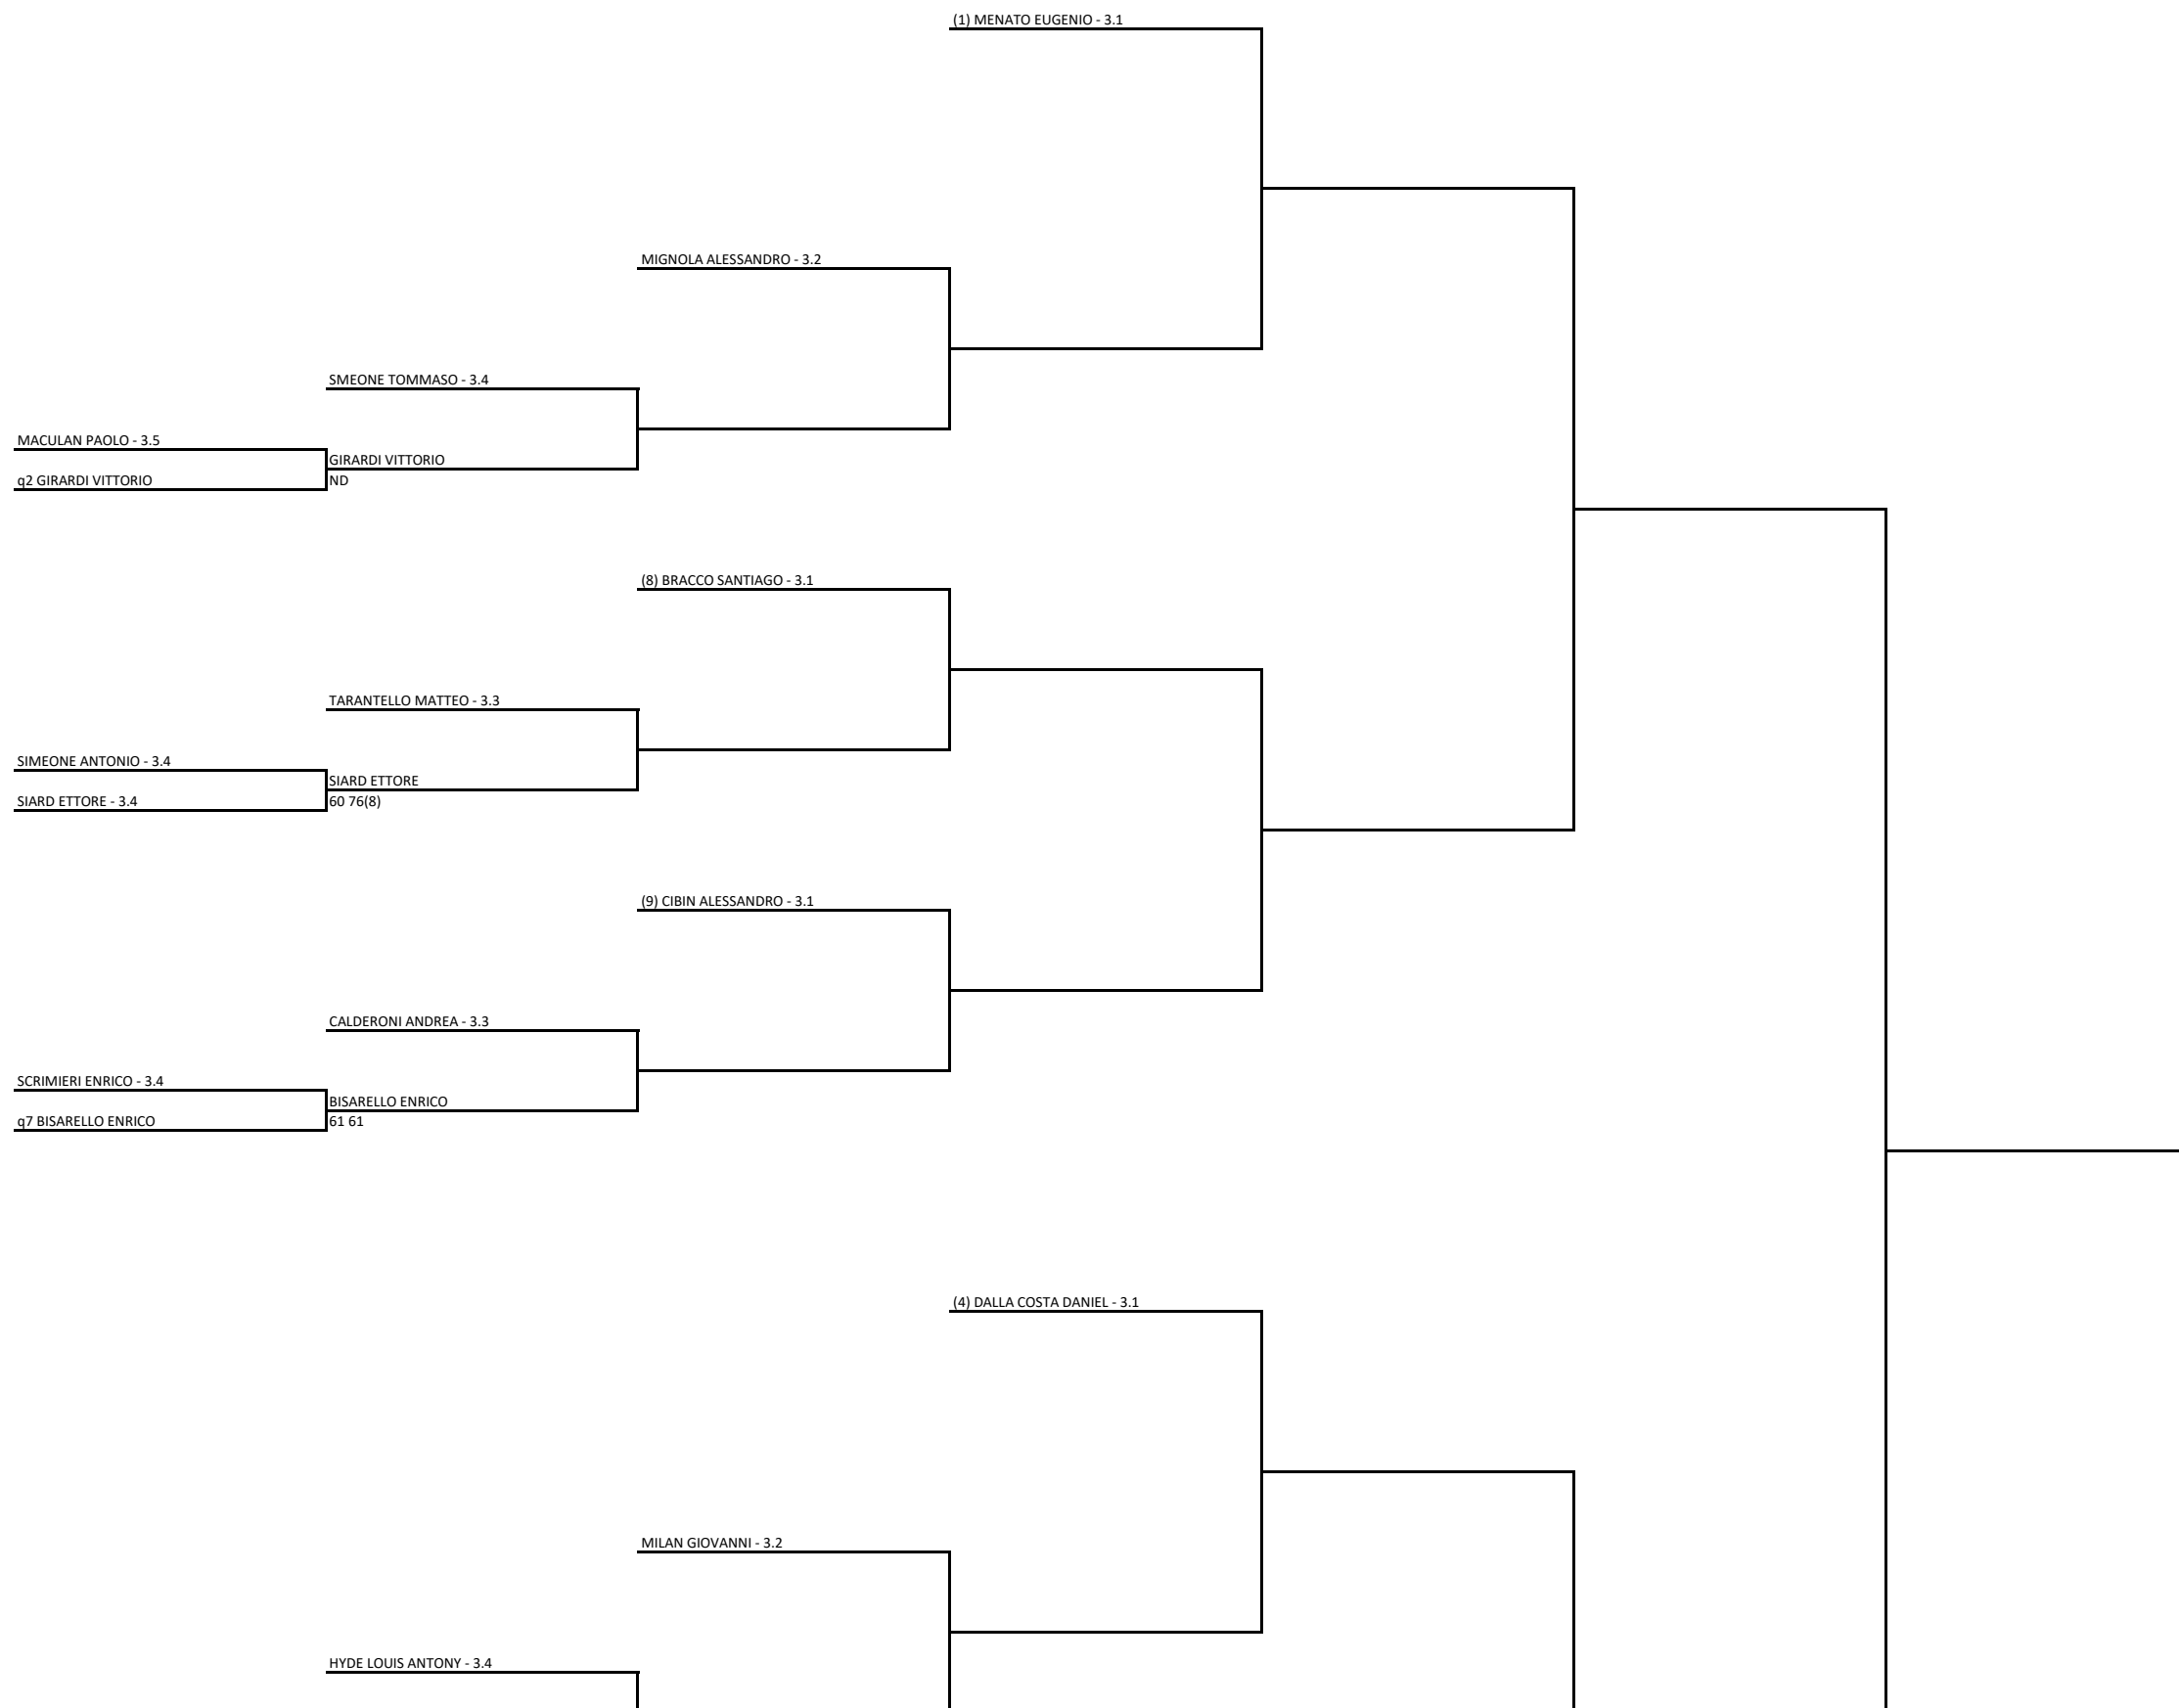 (1) MENATO EUGENIO - 3.1
MIGNOLA ALESSANDRO - 3.2
SMEONE TOMMASO - 3.4
MACULAN PAOLO - 3.5
GIRARDI VITTORIO
q2 GIRARDI VITTORIO
ND
(8) BRACCO SANTIAGO - 3.1
TARANTELLO MATTEO - 3.3
SIMEONE ANTONIO - 3.4
SIARD ETTORE
SIARD ETTORE - 3.4
60 76(8)
(9) CIBIN ALESSANDRO - 3.1
CALDERONI ANDREA - 3.3
SCRIMIERI ENRICO - 3.4
BISARELLO ENRICO
q7 BISARELLO ENRICO
61 61
(4) DALLA COSTA DANIEL - 3.1
MILAN GIOVANNI - 3.2
HYDE LOUIS ANTONY - 3.4